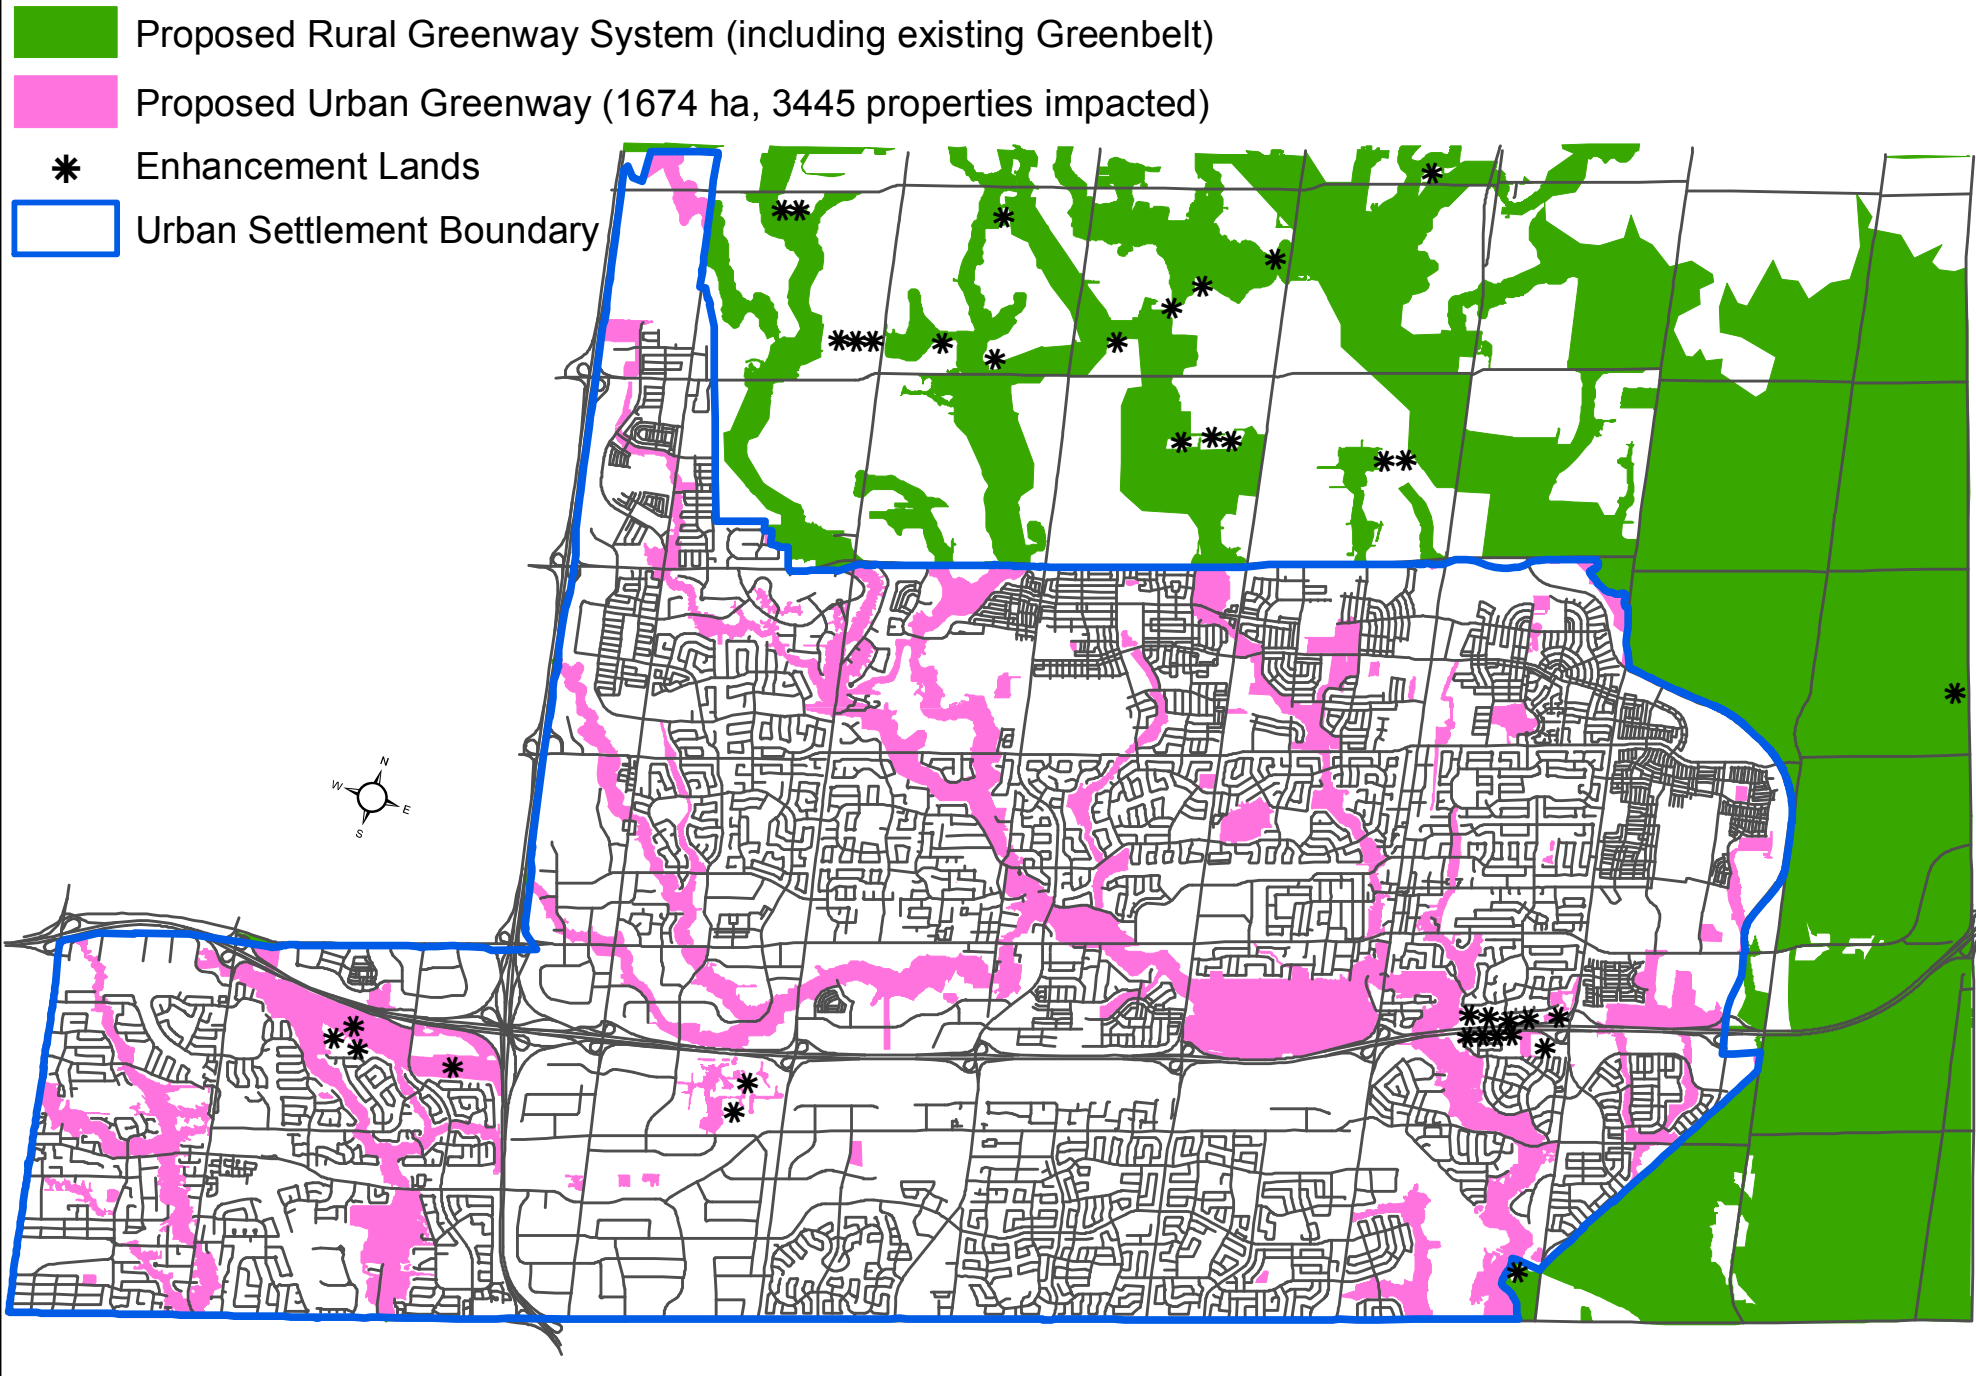 Proposed Rural Greenway System (including existing Greenbelt)
Proposed Urban Greenway (1674 ha, 3445 properties impacted)
Enhancement Lands
Urban Settlement Boundary
N
W
E
S